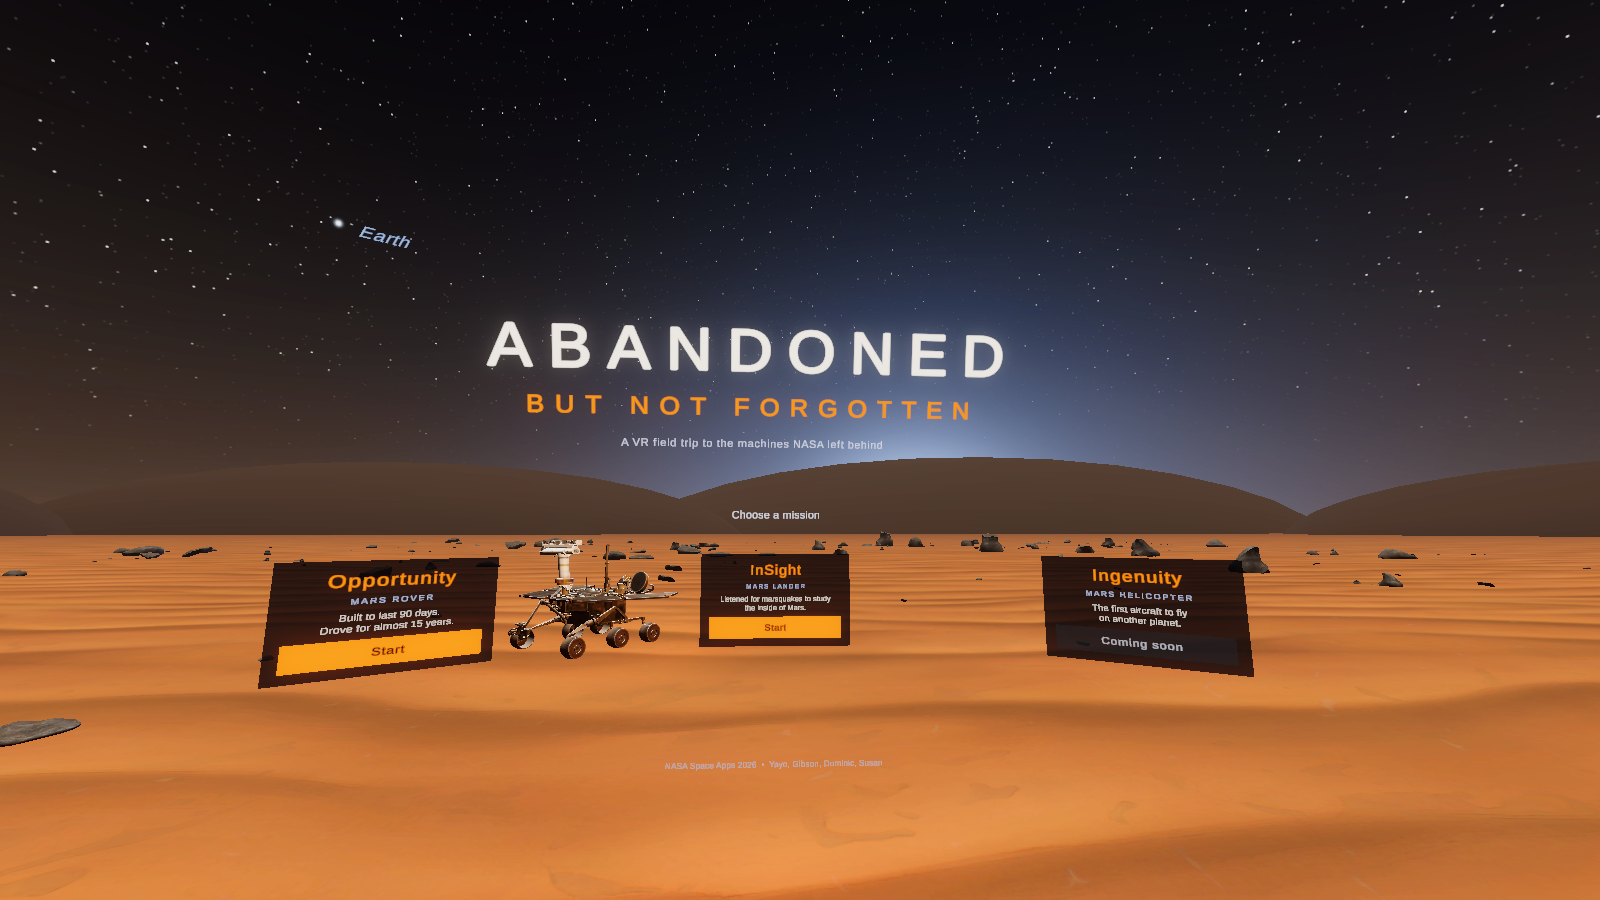 Earth
ABANDONED
BUT NOT FORGOTTEN
A VR field trip to the machines NASA left behind
Choose a mission
Opportunity
MARS ROVER
Built to last 90 days.
Drove for almost 15 years.
Start
InSight
MARS LANDER
Listened for marsquakes to study
the inside of Mars.
Start
Ingenuity
MARS HELICOPTER
The first aircraft to fly
on another planet.
Coming soon
NASA Space Apps 2026 • Yayo, Gibson, Dominic, Susan